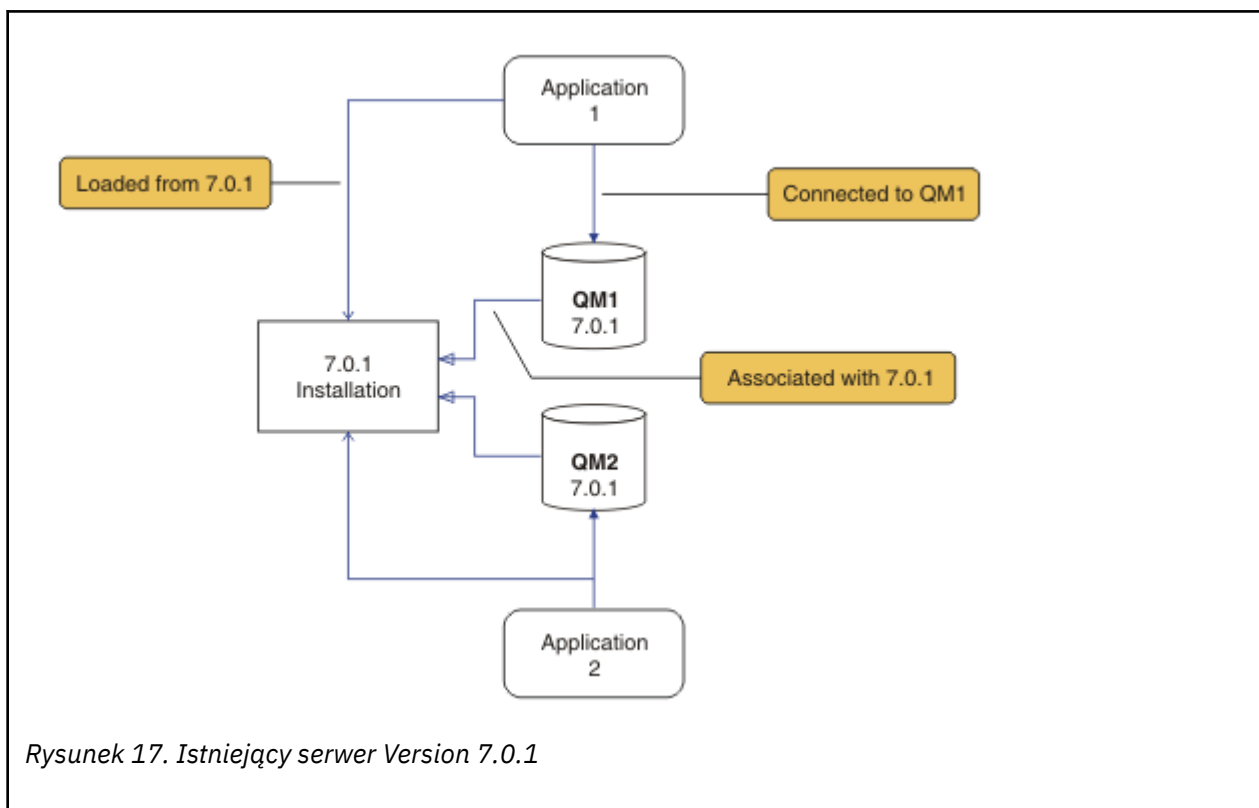 Application
1
Loaded from 7.0.1
Connected to QM1
QM1
7.0.1
7.0.1
Installation
Associated with 7.0.1
QM2
7.0.1
Application
2
Rysunek 17. Istniejący serwer Version 7.0.1